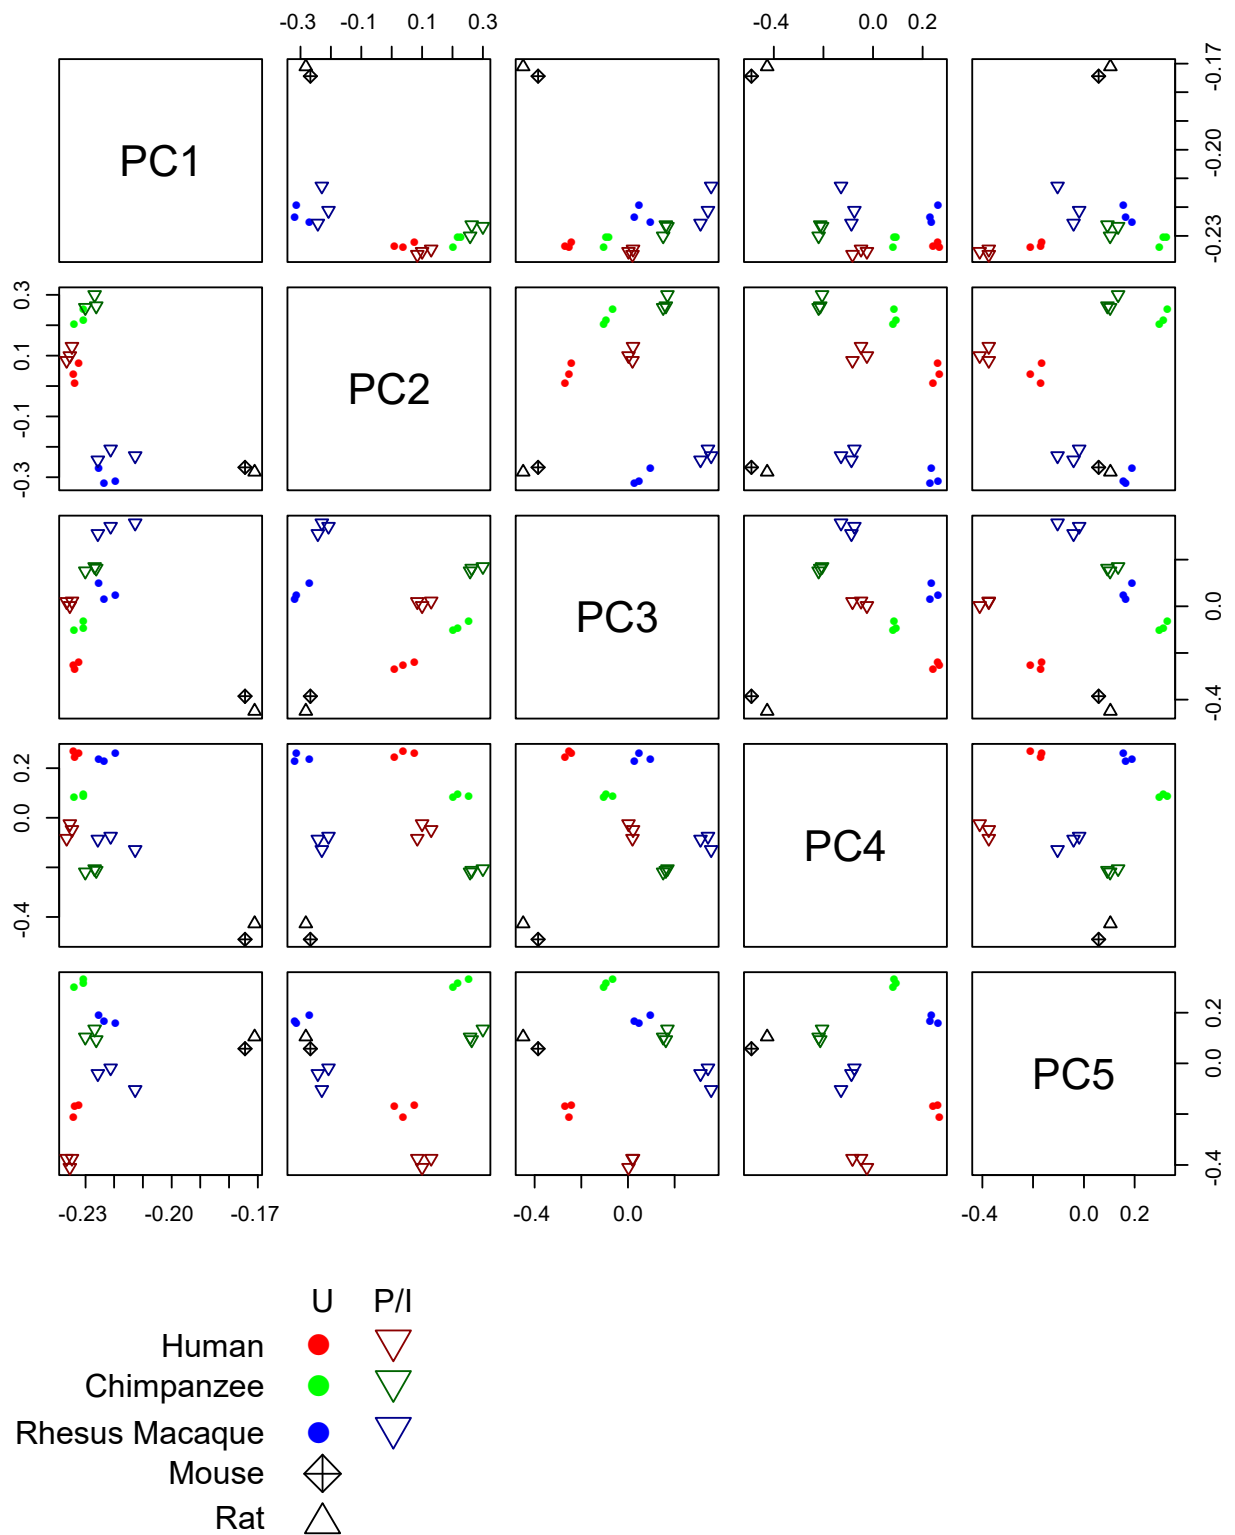 -0.3 -0.1 0.1 0.3 -0.4 0.0 0.2
PC1 -0.17 -0.20 -0.23
0.3 0.1 -0.1 -0.3 PC2
PC3 0.0 -0.4
0.2 0.0 -0.4 PC4
PC5 0.2 0.0 -0.4
-0.23 -0.20 -0.17 -0.4 0.0 -0.4 0.0 0.2
U P/I
Human
Chimpanzee
Rhesus Macaque
Mouse
Rat